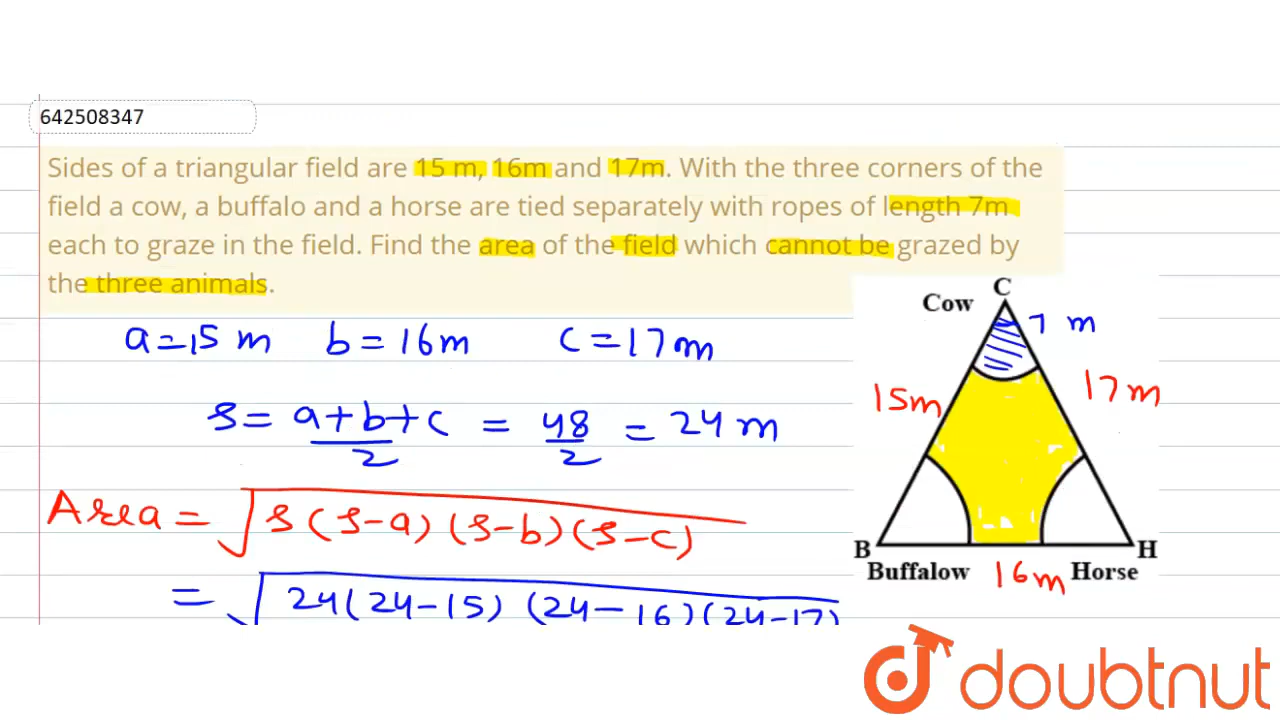 642508347
Sides of a triangular field are 15 m, 16m and 17m. With the three corners of the
field a cow, a buffalo and a horse are tied separately with ropes of length 7m
each to graze in the field. Find the area of the field which cannot be grazed by
the three animals.
C
Cow
7 m
a=15 m b=16m c=17m
15m 17m
s= a+b+c/2 = 48/2 = 24 m
Area= √s(s-a)(s-b)(s-c)
B H
Buffalow 16m Horse
= √24(24-15)(24-16)(24-17)
doubtnut